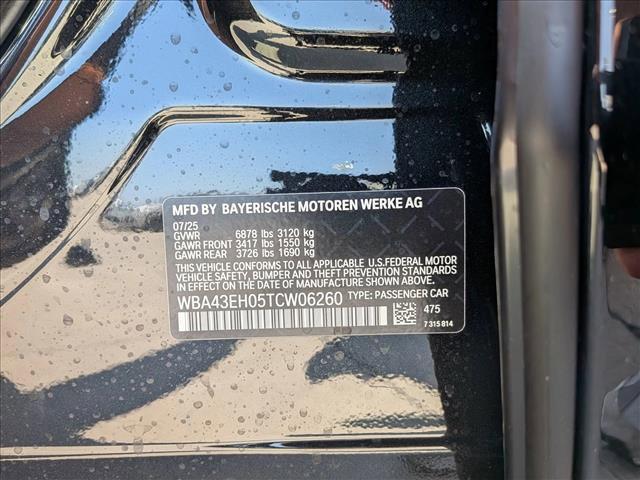 MFD BY BAYERISCHE MOTOREN WERKE AG
07/25
GVWR 6878 lbs 3120 kg
GAWR FRONT 3417 lbs 1550 kg
GAWR REAR 3726 lbs 1690 kg
THIS VEHICLE CONFORMS TO ALL APPLICABLE U.S.FEDERAL MOTOR
VEHICLE SAFETY, BUMPER, AND THEFT PREVENTION STANDARDS
IN EFFECT ON THE DATE OF MANUFACTURE SHOWN ABOVE.
WBA43EH05TCW06260 TYPE: PASSENGER CAR
475
7 315 814